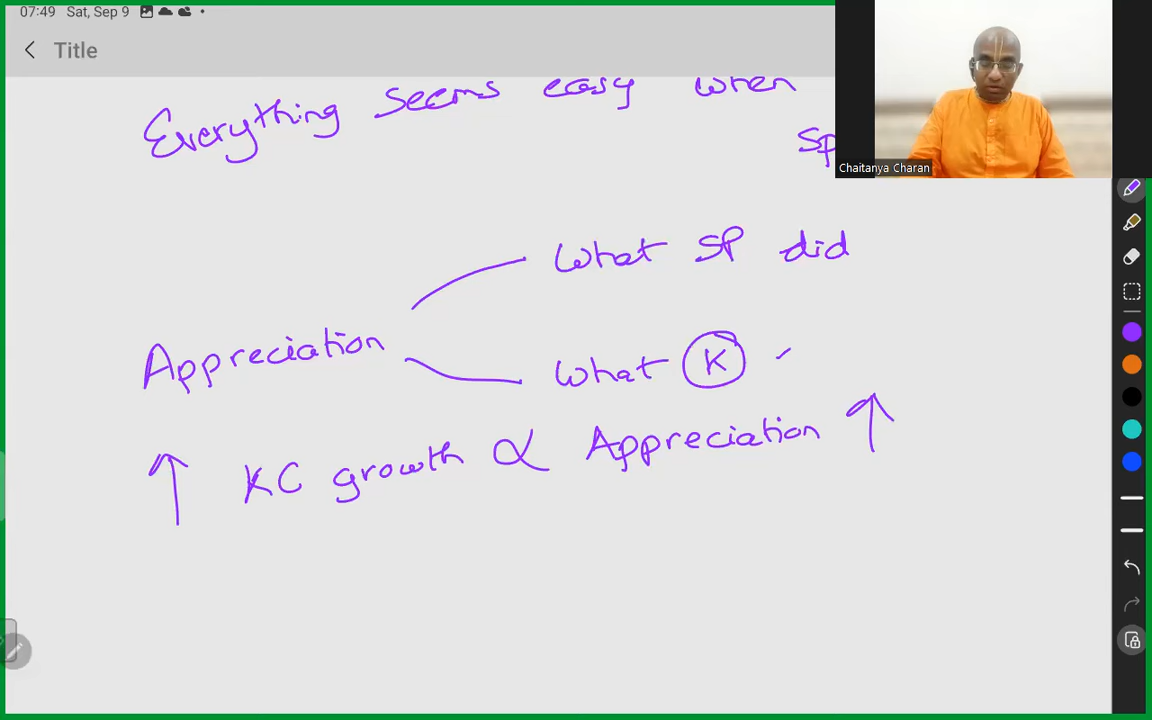 07:49 Sat, Sep 9
Title
Everything seems easy when
Sp
Chaitanya Charan
What SP did
Appreciation
What K
↑ KC growth ∝ Appreciation ↑